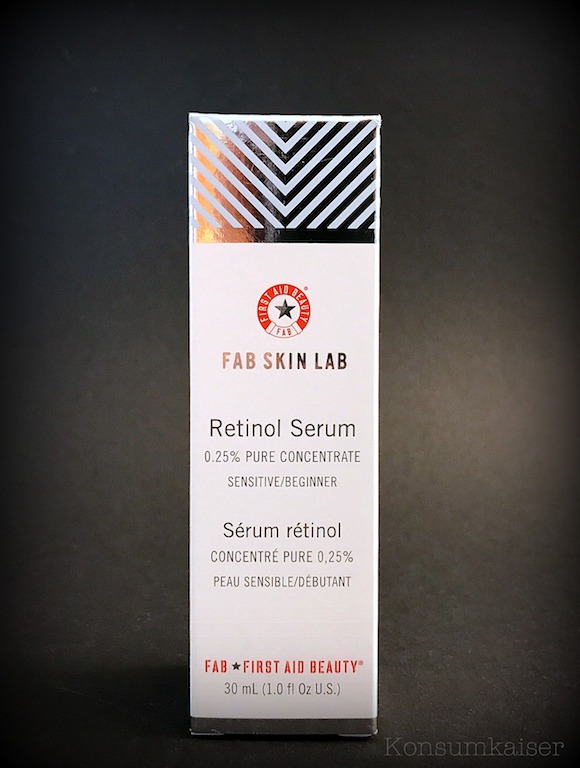 FIRST AID BEAUTY®
FAB
FAB SKIN LAB
Retinol Serum
0.25% PURE CONCENTRATE
SENSITIVE/BEGINNER
Sérum rétinol
CONCENTRÉ PURE 0,25%
PEAU SENSIBLE/DÉBUTANT
FAB ★ FIRST AID BEAUTY®
30 mL (1.0 fl Oz U.S.)
Konsumkaiser